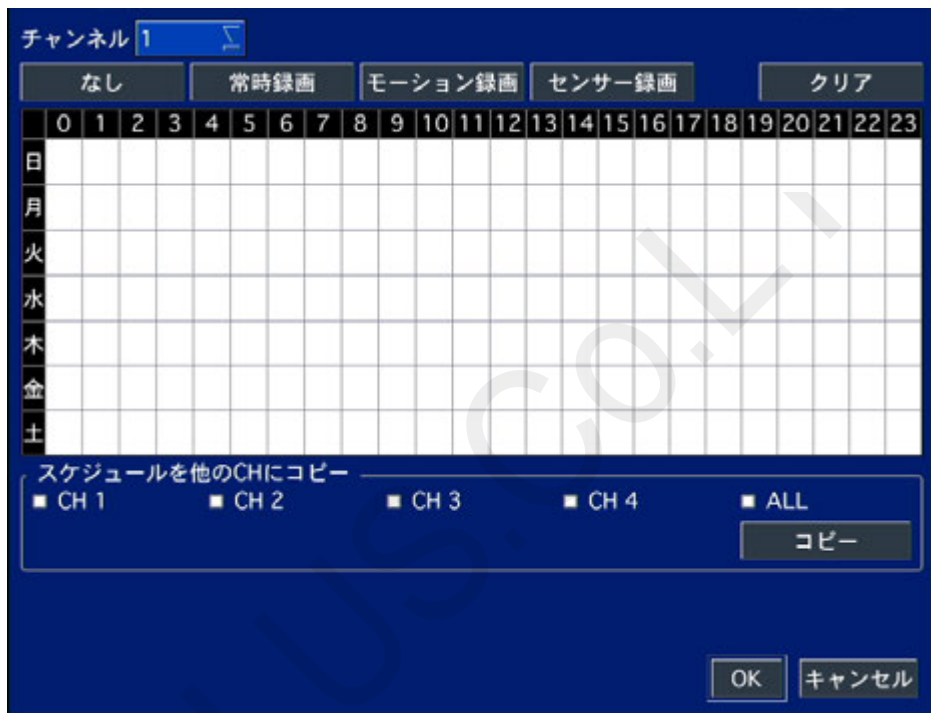 チャンネル 1
なし 常時録画 モーション録画 センサー録画 クリア
0 1 2 3 4 5 6 7 8 9 10 11 12 13 14 15 16 17 18 19 20 21 22 23
日
月
火
水
木
金
土
スケジュールを他のCHにコピー
CH 1 CH 2 CH 3 CH 4 ALL
コピー
OK キャンセル